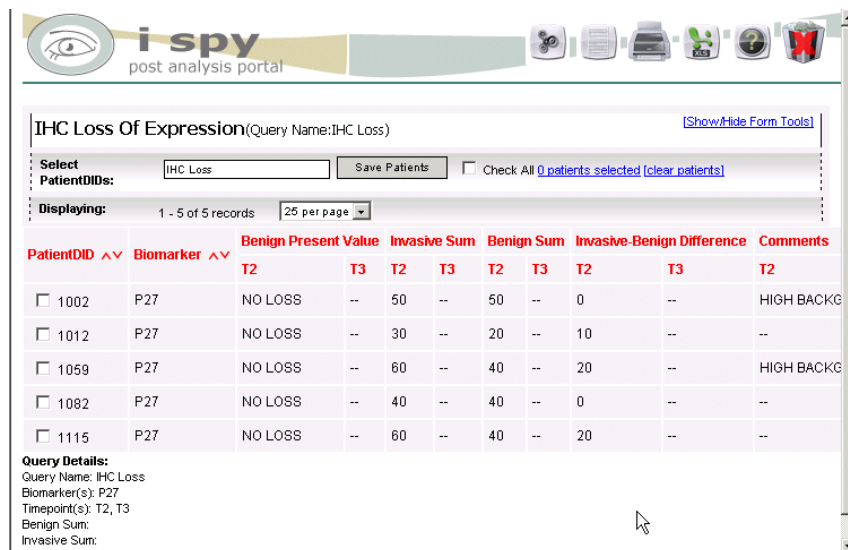 i spy
post analysis portal
XLS
IHC Loss Of Expression(Query Name:IHC Loss)
[Show/Hide Form Tools]
Select PatientDIDs:
IHC Loss
Save Patients
Check All 0 patients selected [clear patients]
Displaying:
1 - 5 of 5 records
25 per page
PatientDID Biomarker Benign Present Value Invasive Sum Benign Sum Invasive-Benign Difference Comments
T2 T3 T2 T3 T2 T3 T2 T3 T2
1002 P27 NO LOSS -- 50 -- 50 -- 0 -- HIGH BACKG
1012 P27 NO LOSS -- 30 -- 20 -- 10 -- --
1059 P27 NO LOSS -- 60 -- 40 -- 20 -- HIGH BACKG
1082 P27 NO LOSS -- 40 -- 40 -- 0 -- --
1115 P27 NO LOSS -- 60 -- 40 -- 20 -- --
Query Details:
Query Name: IHC Loss
Biomarker(s): P27
Timepoint(s): T2, T3
Benign Sum:
Invasive Sum: